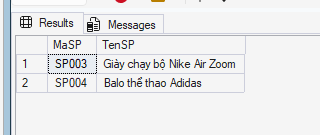 Results Messages
MaSP TenSP
1 SP003 Giày chạy bộ Nike Air Zoom
2 SP004 Balo thể thao Adidas